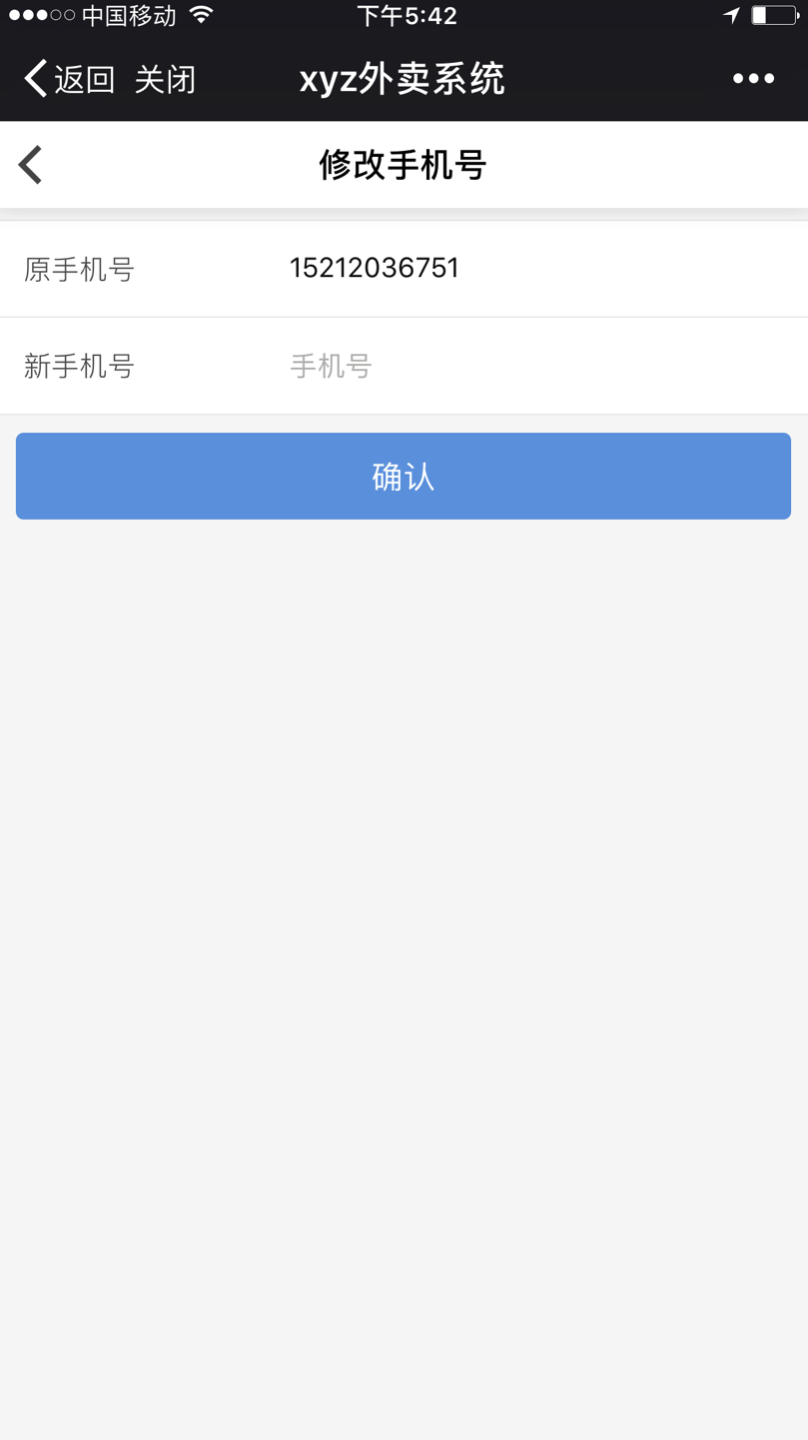 中国移动 下午5:42
返回 关闭 xyz外卖系统
修改手机号
原手机号 15212036751
新手机号 手机号
确认